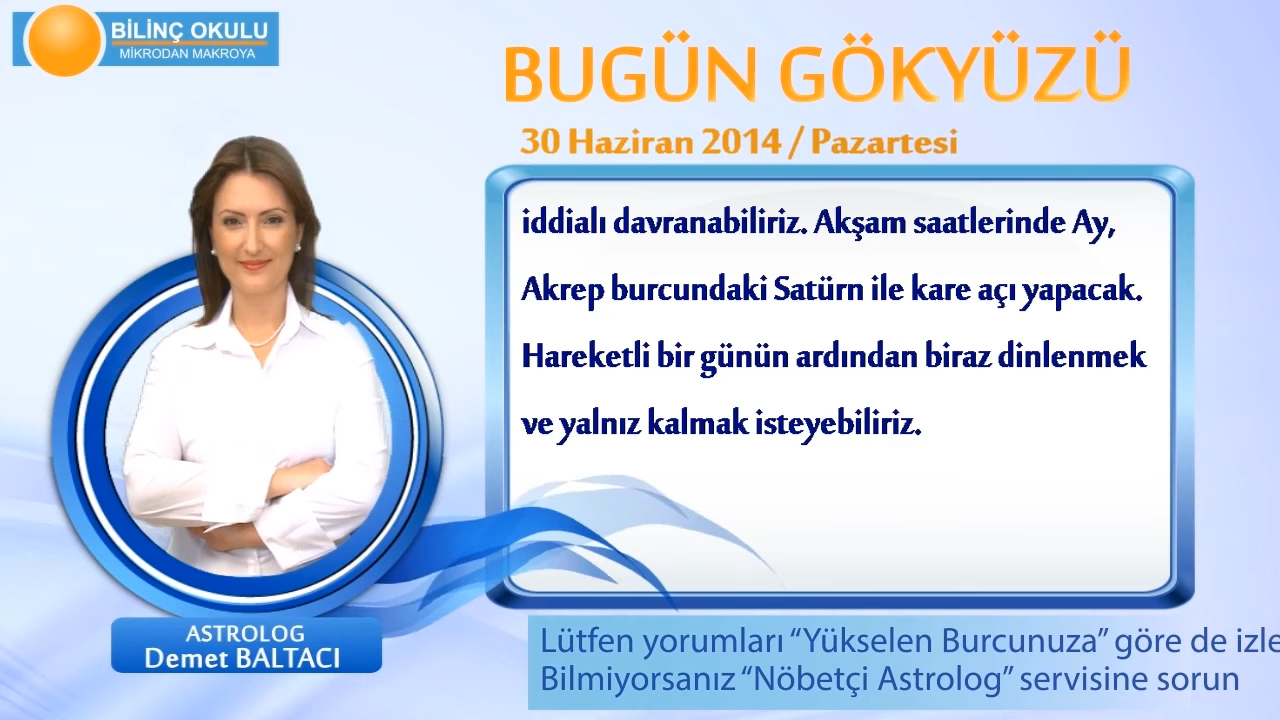 BİLİNÇ OKULU
MİKRODAN MAKROYA
BUGÜN GÖKYÜZÜ
30 Haziran 2014 / Pazartesi
iddialı davranabiliriz. Akşam saatlerinde Ay,
Akrep burcundaki Satürn ile kare açı yapacak.
Hareketli bir günün ardından biraz dinlenmek
ve yalnız kalmak isteyebiliriz.
ASTROLOG
Demet BALTACI
Lütfen yorumları “Yükselen Burcunuza” göre de izle
Bilmiyorsanız “Nöbetçi Astrolog” servisine sorun